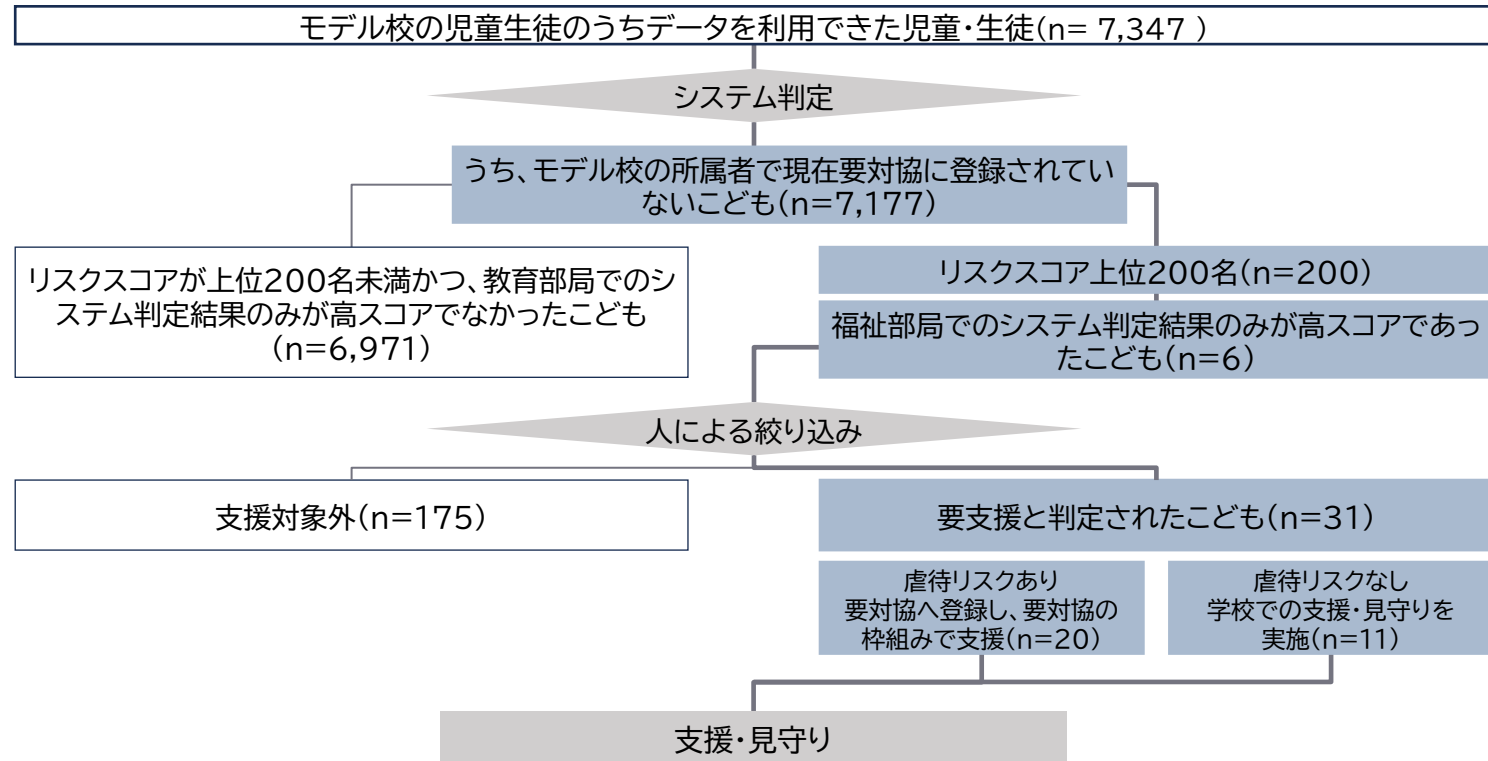 モデル校の児童生徒のうちデータを利用できた児童・生徒(n= 7,347 )
システム判定
うち、モデル校の所属者で現在要対協に登録されてい
ないこども(n=7,177)
リスクスコアが上位200名未満かつ、教育部局でのシ
ステム判定結果のみが高スコアでなかったこども
(n=6,971)
リスクスコア上位200名(n=200)
福祉部局でのシステム判定結果のみが高スコアであっ
たこども(n=6)
人による絞り込み
支援対象外(n=175)
要支援と判定されたこども(n=31)
虐待リスクあり
要対協へ登録し、要対協の
枠組みで支援(n=20)
虐待リスクなし
学校での支援・見守りを
実施(n=11)
支援・見守り